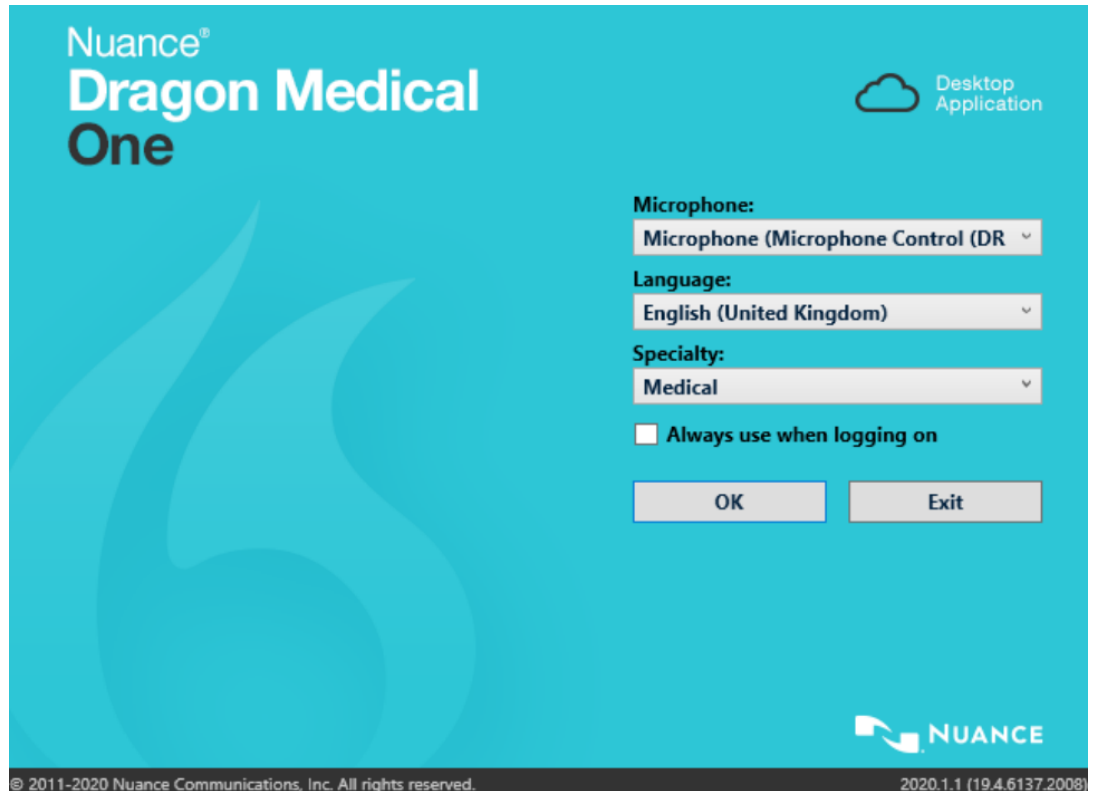 Nuance®
Dragon Medical
One
Desktop
Application
Microphone:
Microphone (Microphone Control (DR
Language:
English (United Kingdom)
Specialty:
Medical
Always use when logging on
OK
Exit
NUANCE
© 2011-2020 Nuance Communications, Inc. All rights reserved.
2020.1.1 (19.4.6137.2008)